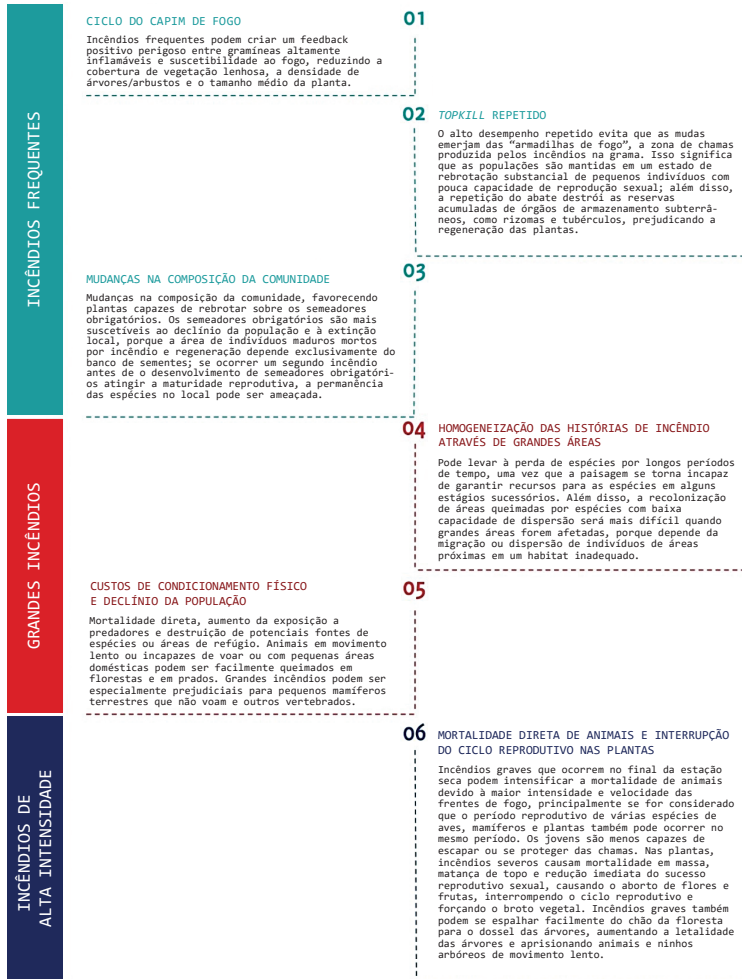 INCÊNDIOS FREQUENTES
01
CICLO DO CAPIM DE FOGO
Incêndios frequentes podem criar um feedback
positivo perigoso entre gramíneas altamente
inflamáveis e suscetibilidade ao fogo, reduzindo a
cobertura de vegetação lenhosa, a densidade de
árvores/arbustos e o tamanho médio da planta.
02
TOPKILL REPETIDO
O alto desempenho repetido evita que as mudas
emerjam das “armadilhas de fogo”, a zona de chamas
produzida pelos incêndios na grama. Isso significa
que as populações são mantidas em um estado de
rebrotação substancial de pequenos indivíduos com
pouca capacidade de reprodução sexual; além disso,
a repetição do abate destrói as reservas
acumuladas de órgãos de armazenamento subterrâ-
neos, como rizomas e tubérculos, prejudicando a
regeneração das plantas.
03
MUDANÇAS NA COMPOSIÇÃO DA COMUNIDADE
Mudanças na composição da comunidade, favorecendo
plantas capazes de rebrotar sobre os semeadores
obrigatórios. Os semeadores obrigatórios são mais
suscetíveis ao declínio da população e à extinção
local, porque a área de indivíduos maduros mortos
por incêndio e regeneração depende exclusivamente do
banco de sementes; se ocorrer um segundo incêndio
antes de o desenvolvimento de semeadores obrigatóri-
os atingir a maturidade reprodutiva, a permanência
das espécies no local pode ser ameaçada.
GRANDES INCÊNDIOS
04
HOMOGENEIZAÇÃO DAS HISTÓRIAS DE INCÊNDIO
ATRAVÉS DE GRANDES ÁREAS
Pode levar à perda de espécies por longos períodos
de tempo, uma vez que a paisagem se torna incapaz
de garantir recursos para as espécies em alguns
estágios sucessórios. Além disso, a recolonização
de áreas queimadas por espécies com baixa
capacidade de dispersão será mais difícil quando
grandes áreas forem afetadas, porque depende da
migração ou dispersão de indivíduos de áreas
próximas em um habitat inadequado.
05
CUSTOS DE CONDICIONAMENTO FÍSICO
E DECLÍNIO DA POPULAÇÃO
Mortalidade direta, aumento da exposição a
predadores e destruição de potenciais fontes de
espécies ou áreas de refúgio. Animais em movimento
lento ou incapazes de voar ou com pequenas áreas
domésticas podem ser facilmente queimados em
florestas e em prados. Grandes incêndios podem ser
especialmente prejudiciais para pequenos mamíferos
terrestres que não voam e outros vertebrados.
INCÊNDIOS DE
ALTA INTENSIDADE
06
MORTALIDADE DIRETA DE ANIMAIS E INTERRUPÇÃO
DO CICLO REPRODUTIVO NAS PLANTAS
Incêndios graves que ocorrem no final da estação
seca podem intensificar a mortalidade de animais
devido à maior intensidade e velocidade das
frentes de fogo, principalmente se for considerado
que o período reprodutivo de várias espécies de
aves, mamíferos e plantas também pode ocorrer no
mesmo período. Os jovens são menos capazes de
escapar ou se proteger das chamas. Nas plantas,
incêndios severos causam mortalidade em massa,
matança de topo e redução imediata do sucesso
reprodutivo sexual, causando o aborto de flores e
frutas, interrompendo o ciclo reprodutivo e
forçando o broto vegetal. Incêndios graves também
podem se espalhar facilmente do chão da floresta
para o dossel das árvores, aumentando a letalidade
das árvores e aprisionando animais e ninhos
arbóreos de movimento lento.